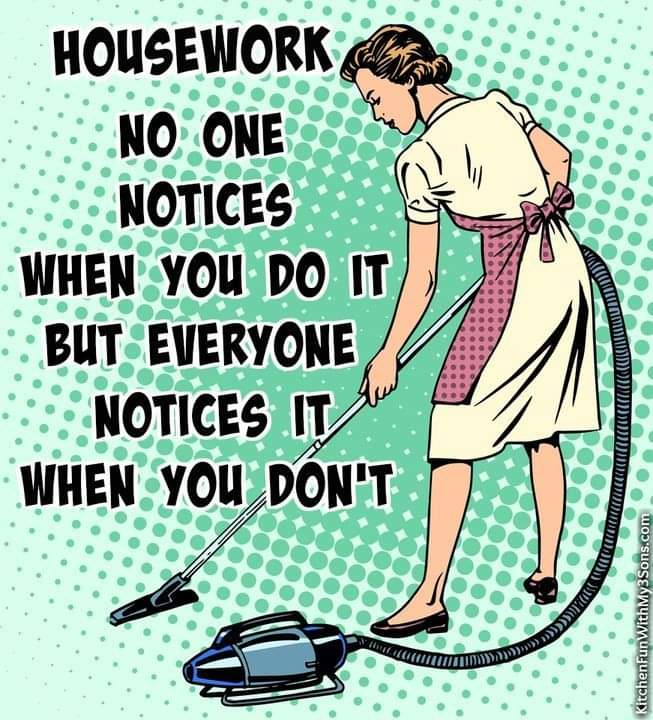 HOUSEWORK
NO ONE
NOTICES
WHEN YOU DO IT
BUT EVERYONE
NOTICES IT
WHEN YOU DON'T
KitchenFunWithMy3Sons.com